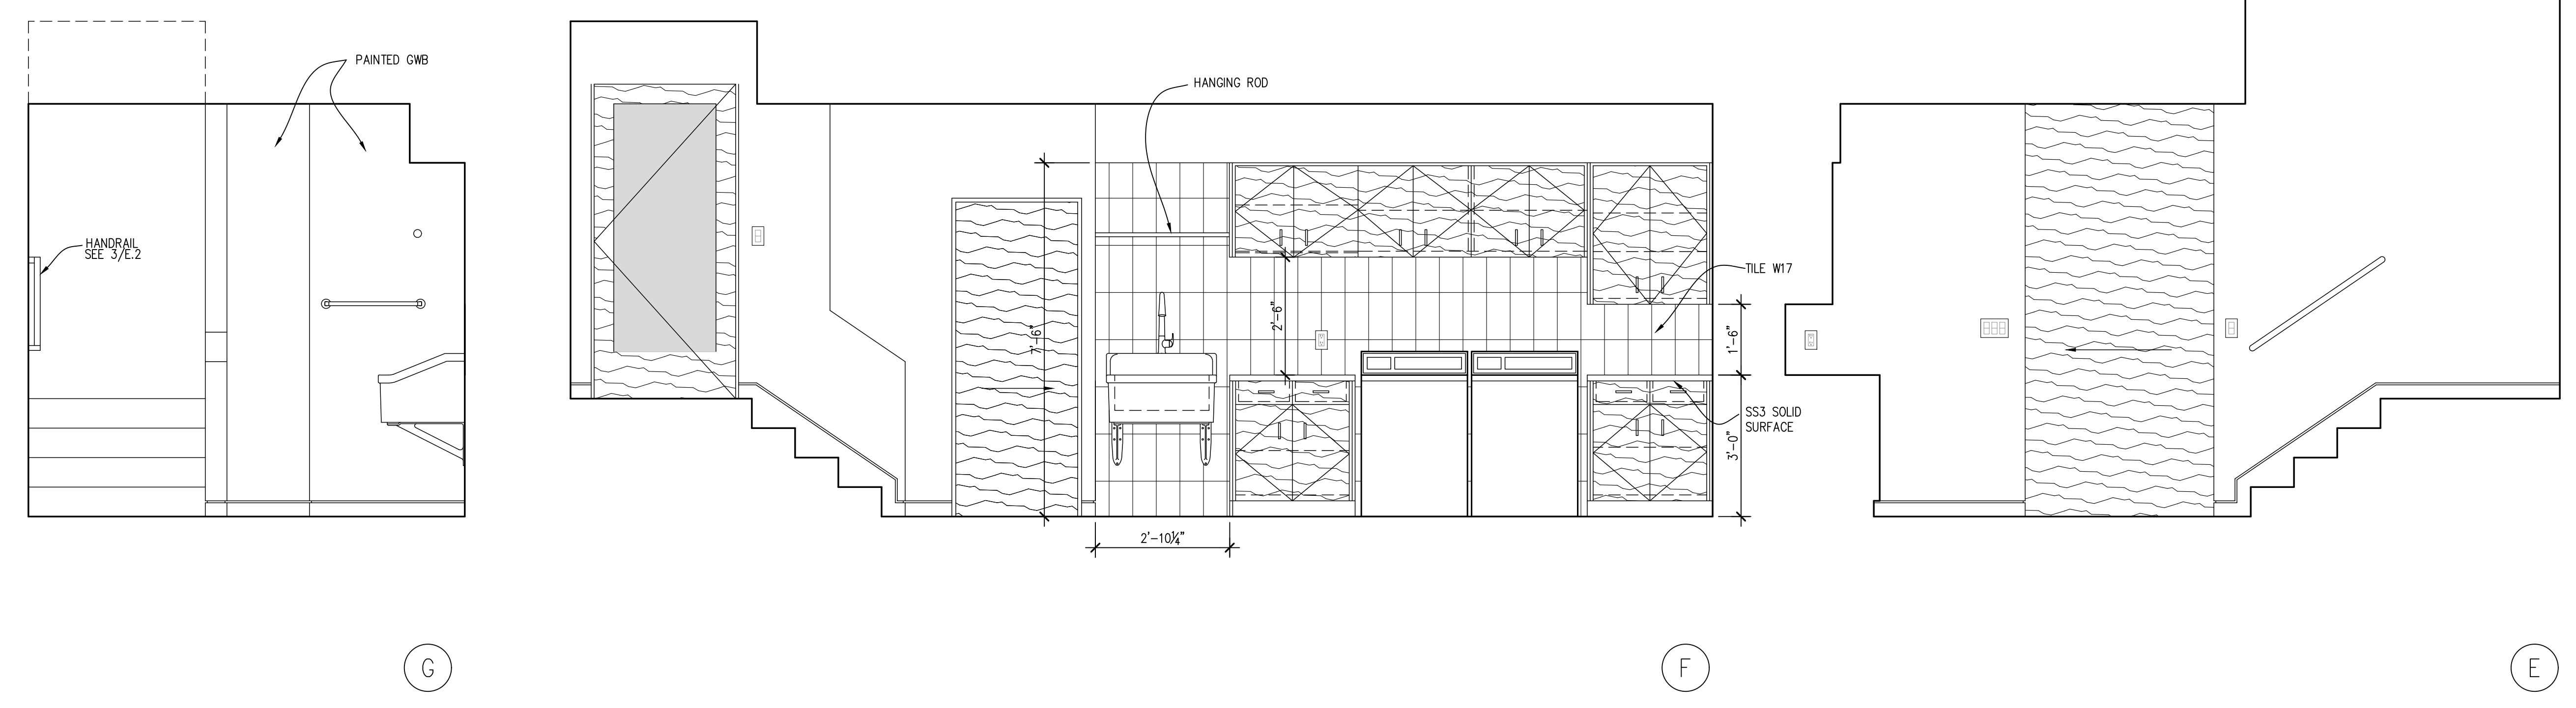 PAINTED GWB
HANDRAIL
SEE 3/E.2
G
HANGING ROD
7'-6"
2'-6"
TILE W17
1'-6"
SS3 SOLID
SURFACE
3'-0"
2'-10¼"
F
E